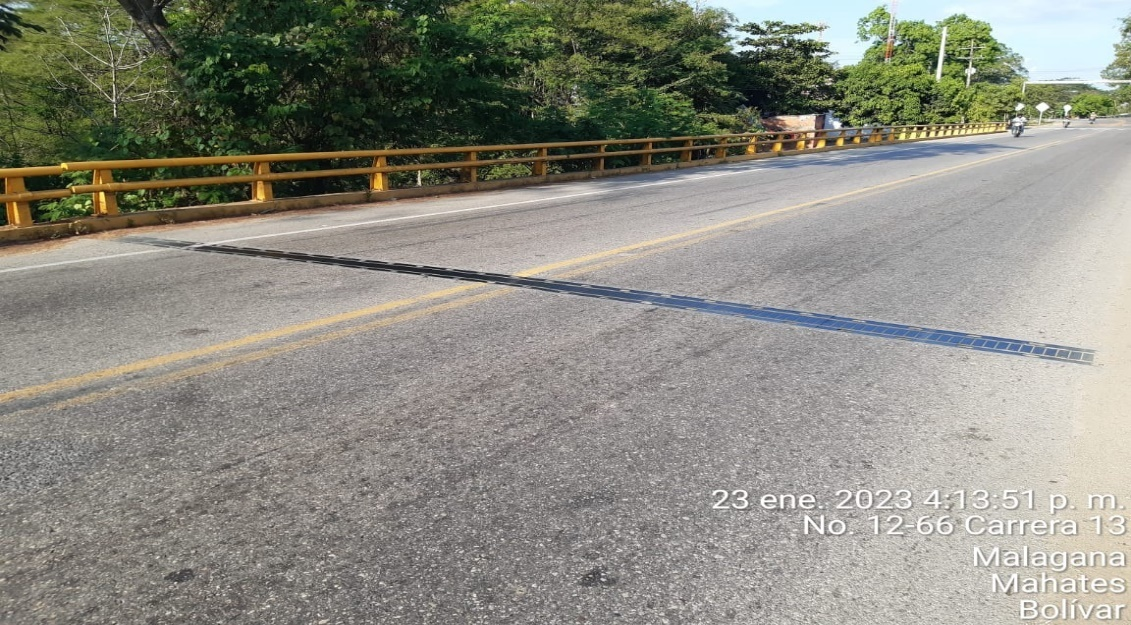 23 ene. 2023 4:13:51 p. m.
No. 12-66 Carrera 13
Malagana
Mahates
Bolívar